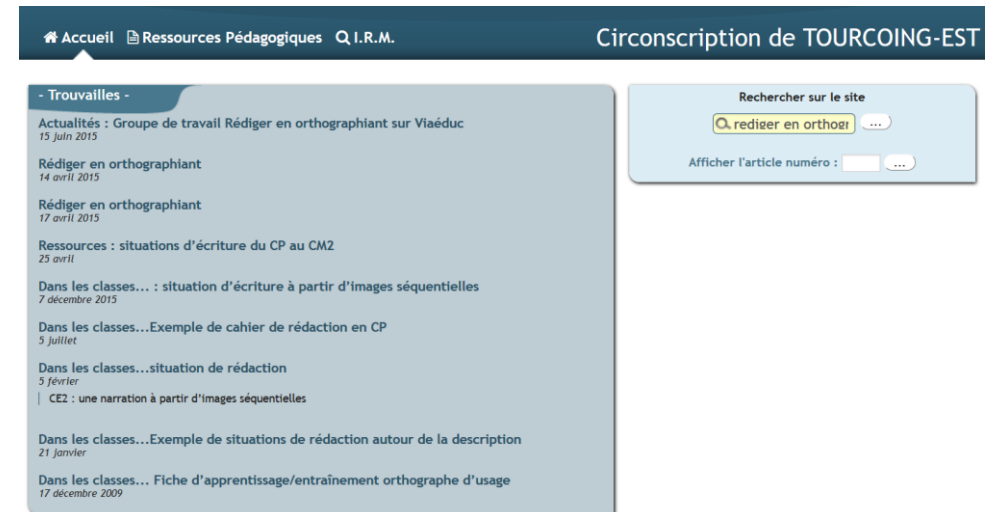 Accueil Ressources Pédagogiques I.R.M. Circonscription de TOURCOING-EST
- Trouvailles -
Actualités : Groupe de travail Rédiger en orthographiant sur Viaéduc
15 juin 2015
Rédiger en orthographiant
14 avril 2015
Rédiger en orthographiant
17 avril 2015
Ressources : situations d'écriture du CP au CM2
25 avril
Dans les classes... : situation d'écriture à partir d'images séquentielles
7 décembre 2015
Dans les classes...Exemple de cahier de rédaction en CP
5 juillet
Dans les classes...situation de rédaction
5 février
CE2 : une narration à partir d'images séquentielles
Dans les classes...Exemple de situations de rédaction autour de la description
21 janvier
Dans les classes... Fiche d'apprentissage/entraînement orthographe d'usage
17 décembre 2009
Rechercher sur le site
rediger en orthogr ...
Afficher l'article numéro : ...